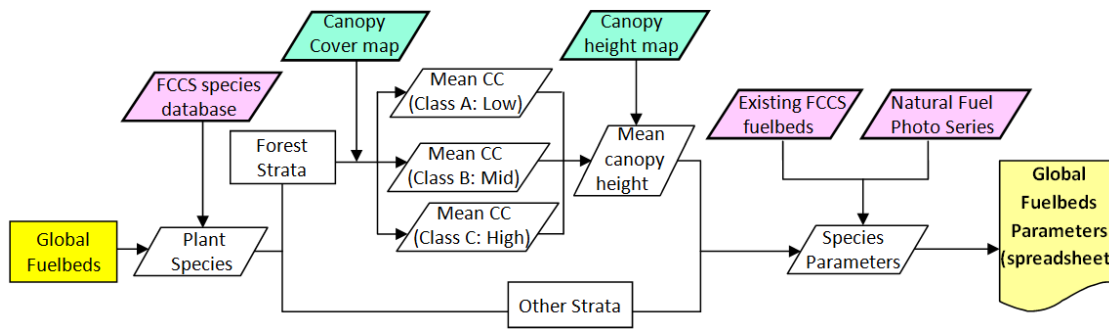 Canopy
Cover map
Canopy
height map
FCCS species
database
Mean CC
(Class A: Low)
Existing FCCS
fuelbeds
Natural Fuel
Photo Series
Forest
Strata
Mean CC
(Class B: Mid)
Mean
canopy
height
Global
Fuelbeds
Parameters
(spreadsheet
Mean CC
(Class C: High)
Global
Fuelbeds
Plant
Species
Species
Parameters
Other Strata